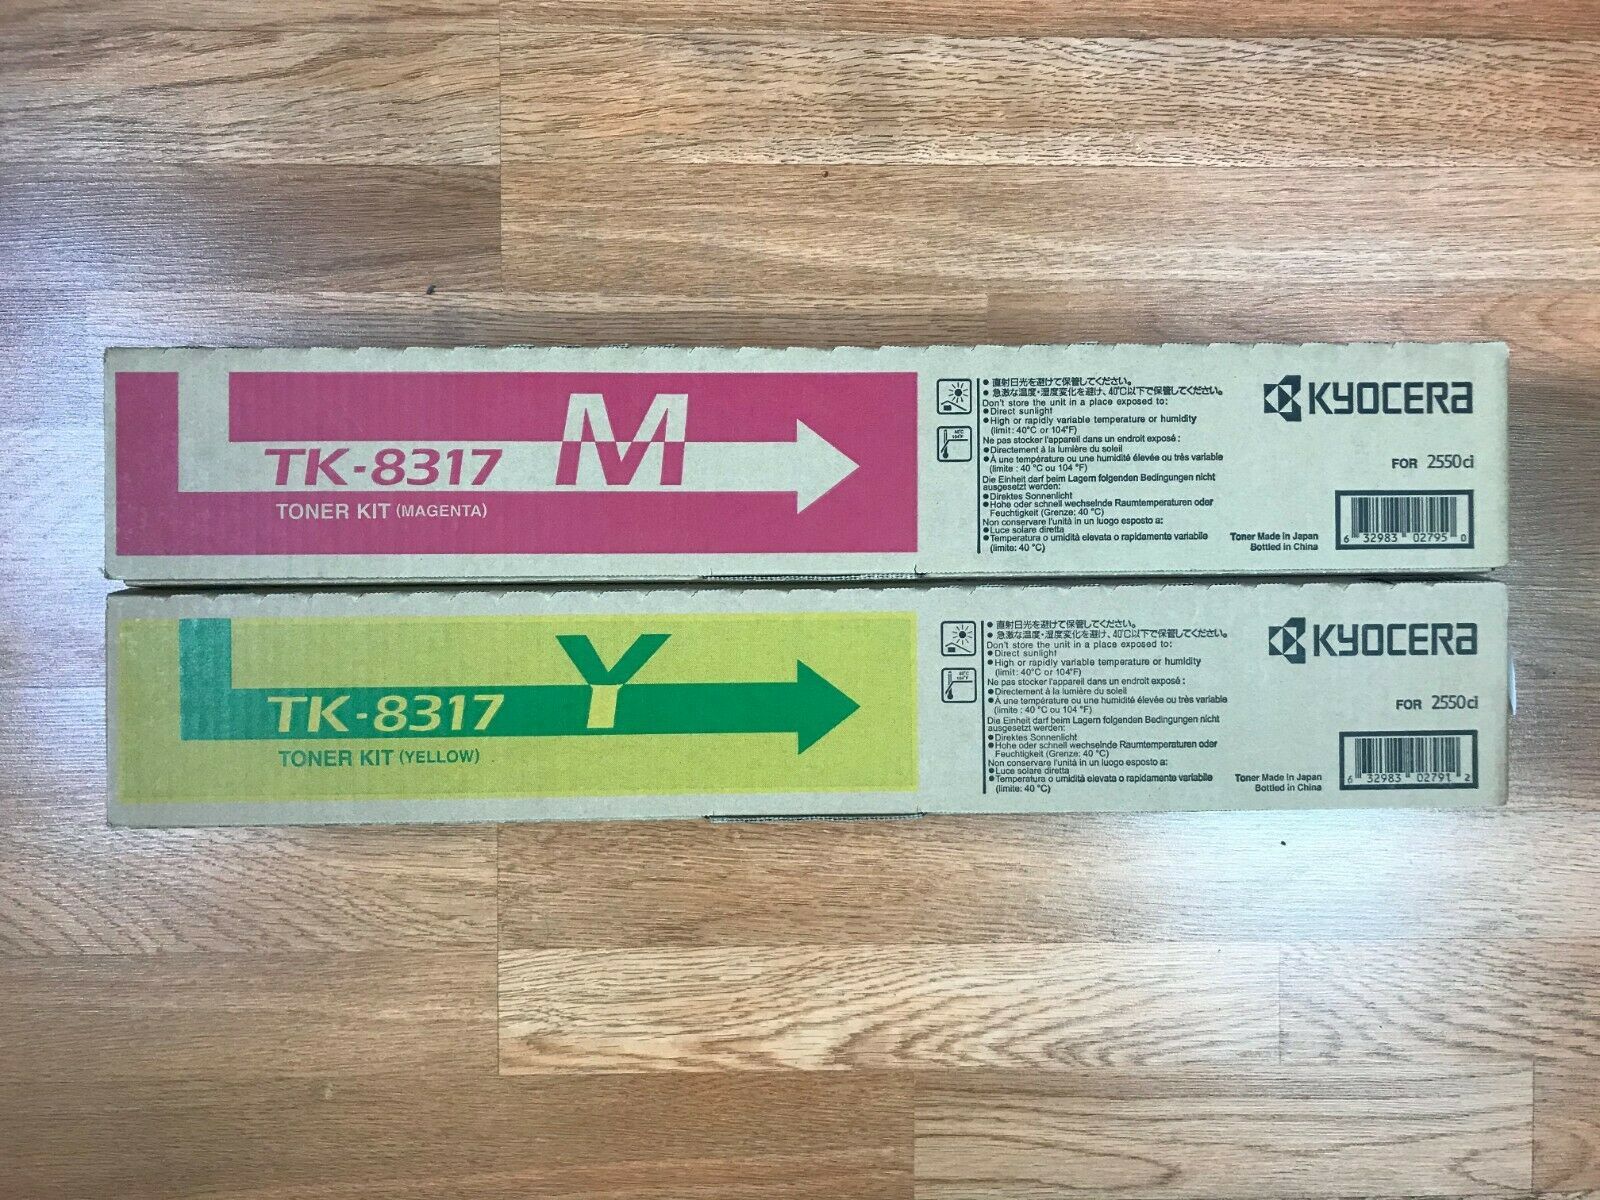 M
TK-8317
TONER KIT (MAGENTA)
40°C
104°F
● 直射日光を避けて保管してください。
● 急激な温度・湿度変化を避け、40℃以下で保管してください。
Don't store the unit in a place exposed to:
●Direct sunlight
●High or rapidly variable temperature or humidity
(limit: 40°C or 104°F)
Ne pas stocker l'appareil dans un endroit exposé :
●Directement à la lumière du soleil
●À une température ou une humidité élevée ou très variable
(limite : 40 °C ou 104 °F)
Die Einheit darf beim Lagern folgenden Bedingungen nicht
ausgesetzt werden:
●Direktes Sonnenlicht
●Hohe oder schnell wechselnde Raumtemperaturen oder
Feuchtigkeit (Grenze: 40 °C)
Non conservare l'unità in un luogo esposto a:
●Luce solare diretta
●Temperatura o umidità elevata o rapidamente variabile
(limite: 40 °C)
KYOCERA
FOR 2550ci
Toner Made in Japan
Bottled in China
6 32983 02795 0
Y
TK-8317
TONER KIT (YELLOW)
40°C
104°F
● 直射日光を避けて保管してください。
● 急激な温度・湿度変化を避け、40℃以下で保管してください。
Don't store the unit in a place exposed to:
●Direct sunlight
●High or rapidly variable temperature or humidity
(limit: 40°C or 104°F)
Ne pas stocker l'appareil dans un endroit exposé :
●Directement à la lumière du soleil
●À une température ou une humidité élevée ou très variable
(limite : 40 °C ou 104 °F)
Die Einheit darf beim Lagern folgenden Bedingungen nicht
ausgesetzt werden:
●Direktes Sonnenlicht
●Hohe oder schnell wechselnde Raumtemperaturen oder
Feuchtigkeit (Grenze: 40 °C)
Non conservare l'unità in un luogo esposto a:
●Luce solare diretta
●Temperatura o umidità elevata o rapidamente variabile
(limite: 40 °C)
KYOCERA
FOR 2550ci
Toner Made in Japan
Bottled in China
6 32983 02791 2